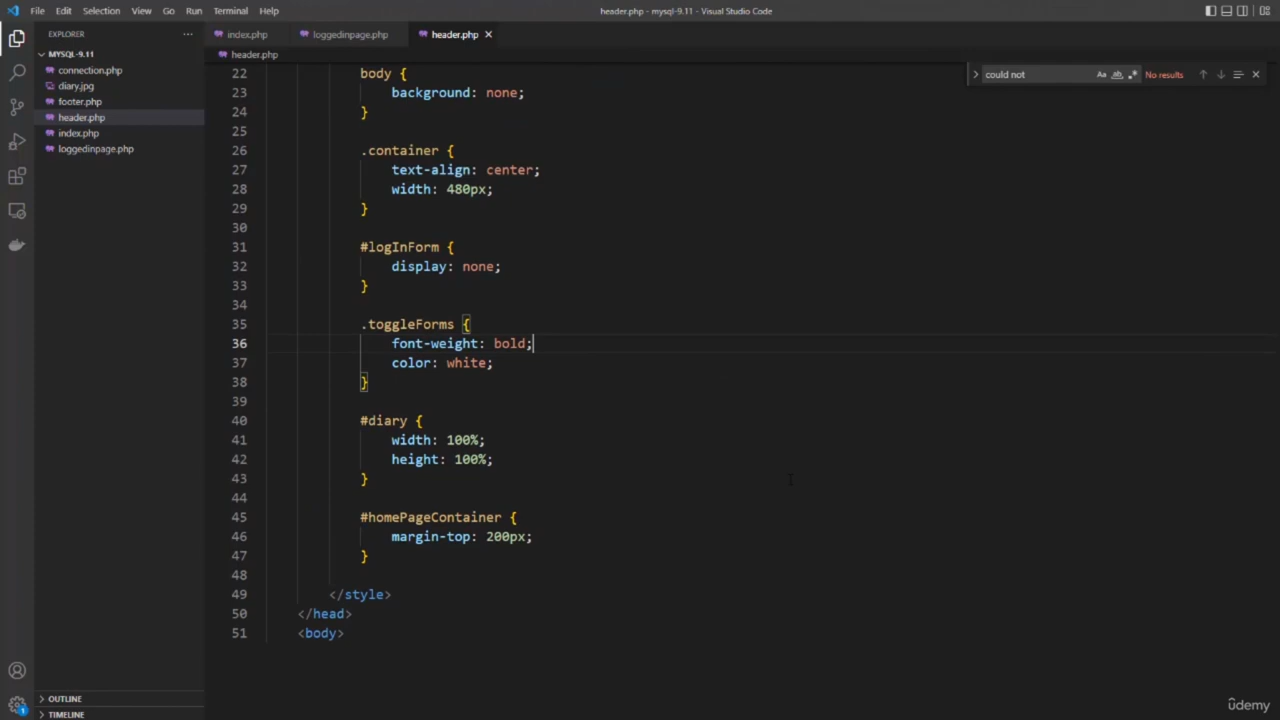 File Edit Selection View Go Run Terminal Help
header.php - mysql-9.11 - Visual Studio Code
EXPLORER
MYSQL-9.11
connection.php
diary.jpg
footer.php
header.php
index.php
loggedinpage.php
OUTLINE
TIMELINE
1
index.php loggedinpage.php header.php
header.php
could not Aa ab .* No results
22 body {
23 background: none;
24 }
25
26 .container {
27 text-align: center;
28 width: 480px;
29 }
30
31 #logInForm {
32 display: none;
33 }
34
35 .toggleForms {
36 font-weight: bold;
37 color: white;
38 }
39
40 #diary {
41 width: 100%;
42 height: 100%;
43 }
44
45 #homePageContainer {
46 margin-top: 200px;
47 }
48
49 </style>
50 </head>
51 <body>
ûdemy